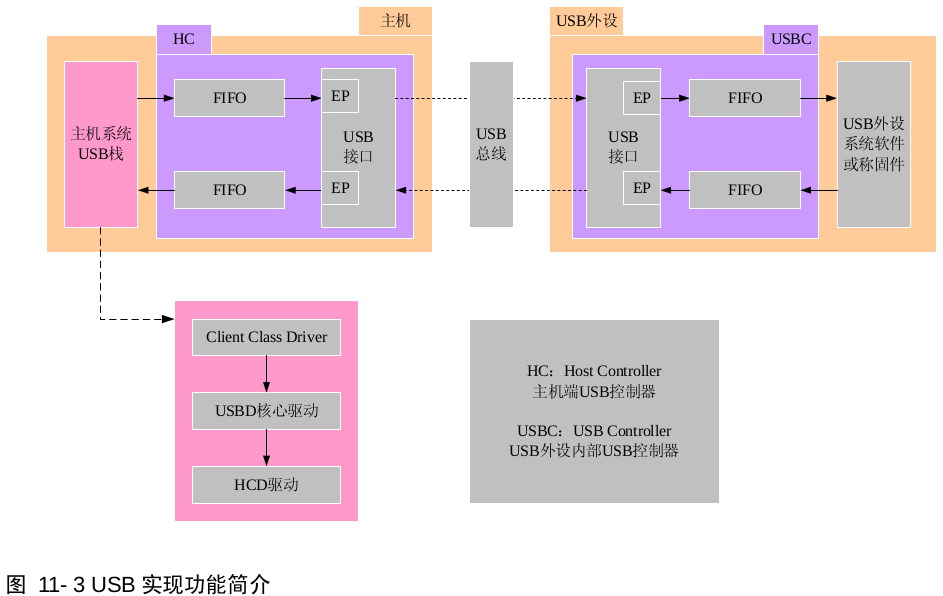 主机
HC
主机系统
USB栈
FIFO
EP
USB
接口
FIFO
EP
USB
总线
USB外设
USBC
EP
FIFO
USB
接口
EP
FIFO
USB外设
系统软件
或称固件
Client Class Driver
USBD核心驱动
HCD驱动
HC：Host Controller
主机端USB控制器
USBC：USB Controller
USB外设内部USB控制器
图 11- 3 USB 实现功能简介